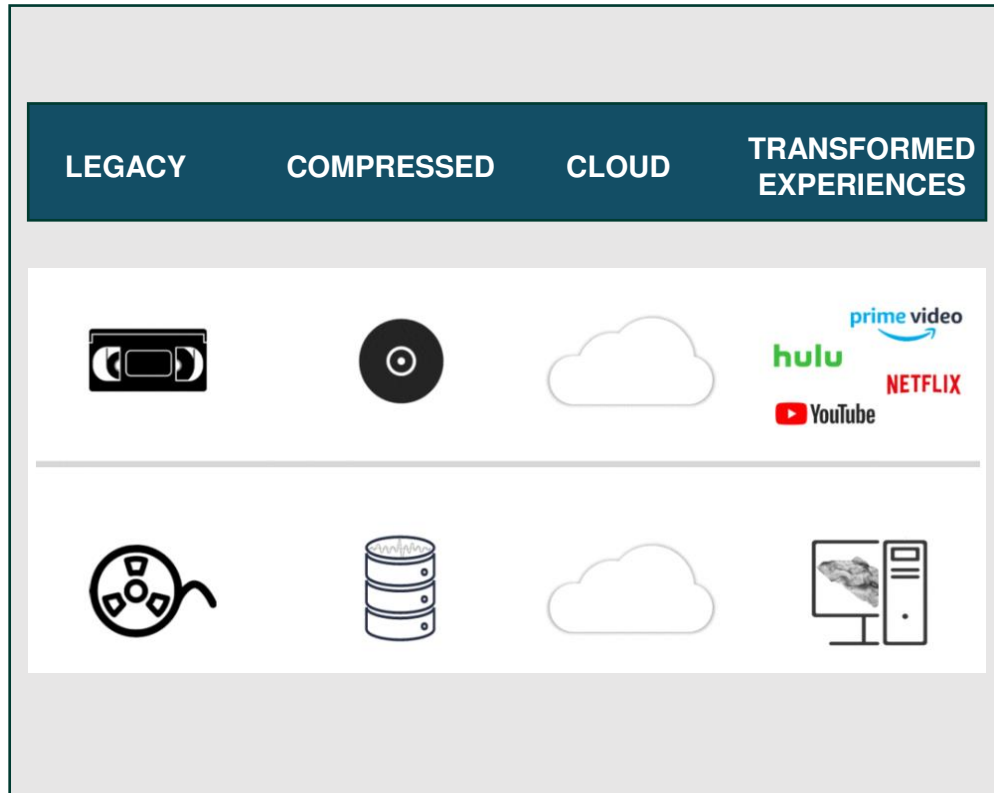 LEGACY
COMPRESSED
CLOUD
TRANSFORMED
EXPERIENCES
prime video
hulu
NETFLIX
YouTube